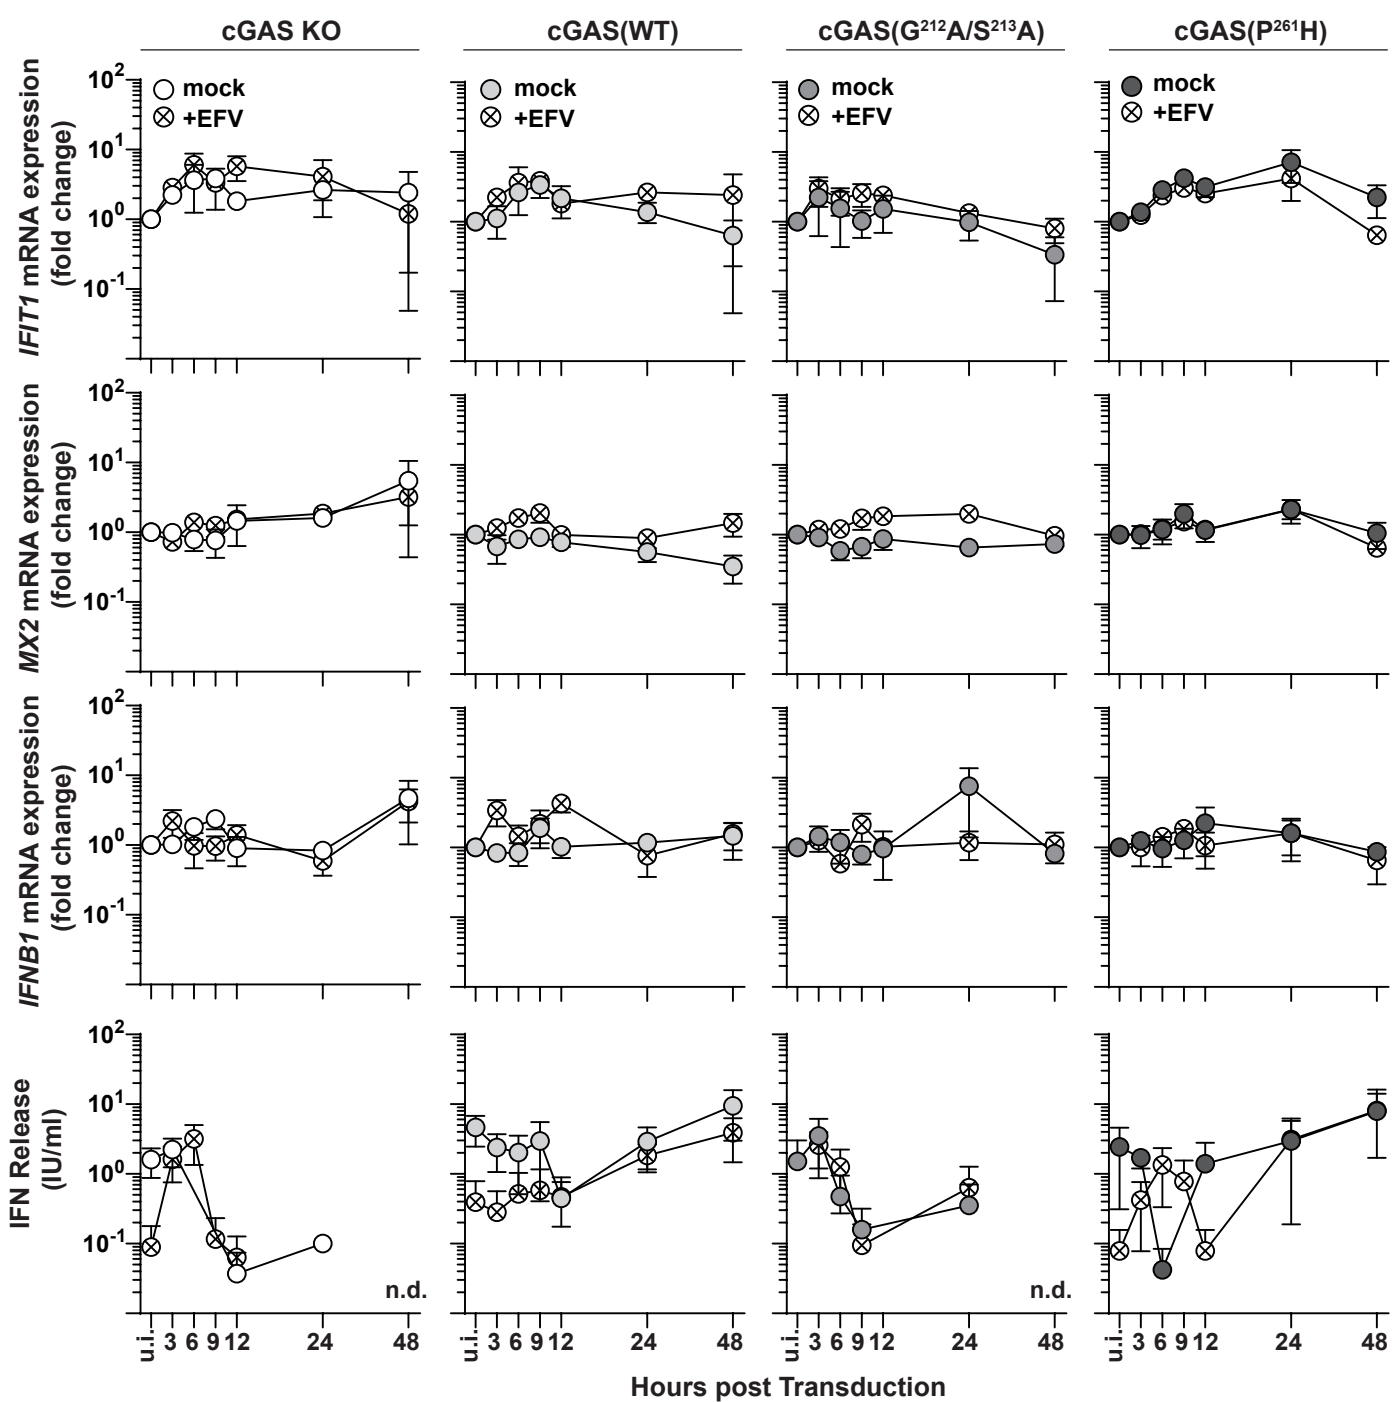 cGAS KO cGAS(WT) cGAS(G²¹²A/S²¹³A) cGAS(P²⁶¹H)
IFIT1 mRNA expression
(fold change)
10² 10¹ 10⁰ 10⁻¹
mock
+EFV
mock
+EFV
mock
+EFV
mock
+EFV
MX2 mRNA expression
(fold change)
10² 10¹ 10⁰ 10⁻¹
IFNB1 mRNA expression
(fold change)
10² 10¹ 10⁰ 10⁻¹
IFN Release
(IU/ml)
10² 10¹ 10⁰ 10⁻¹
n.d.
n.d.
u.i. 3 6 9 12 24 48
u.i. 3 6 9 12 24 48
u.i. 3 6 9 12 24 48
u.i. 3 6 9 12 24 48
Hours post Transduction